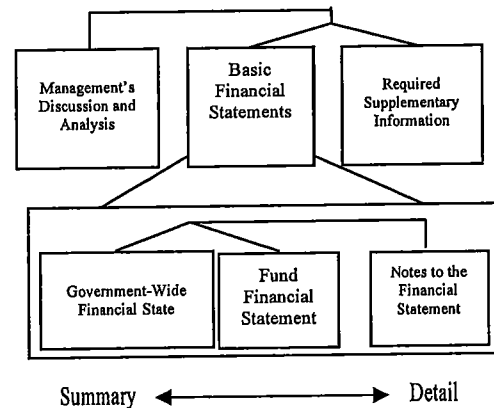 Management's
Discussion and
Analysis
Basic
Financial
Statements
Required
Supplementary
Information
Government-Wide
Financial State
Fund
Financial
Statement
Notes to the
Financial
Statement
Summary
Detail